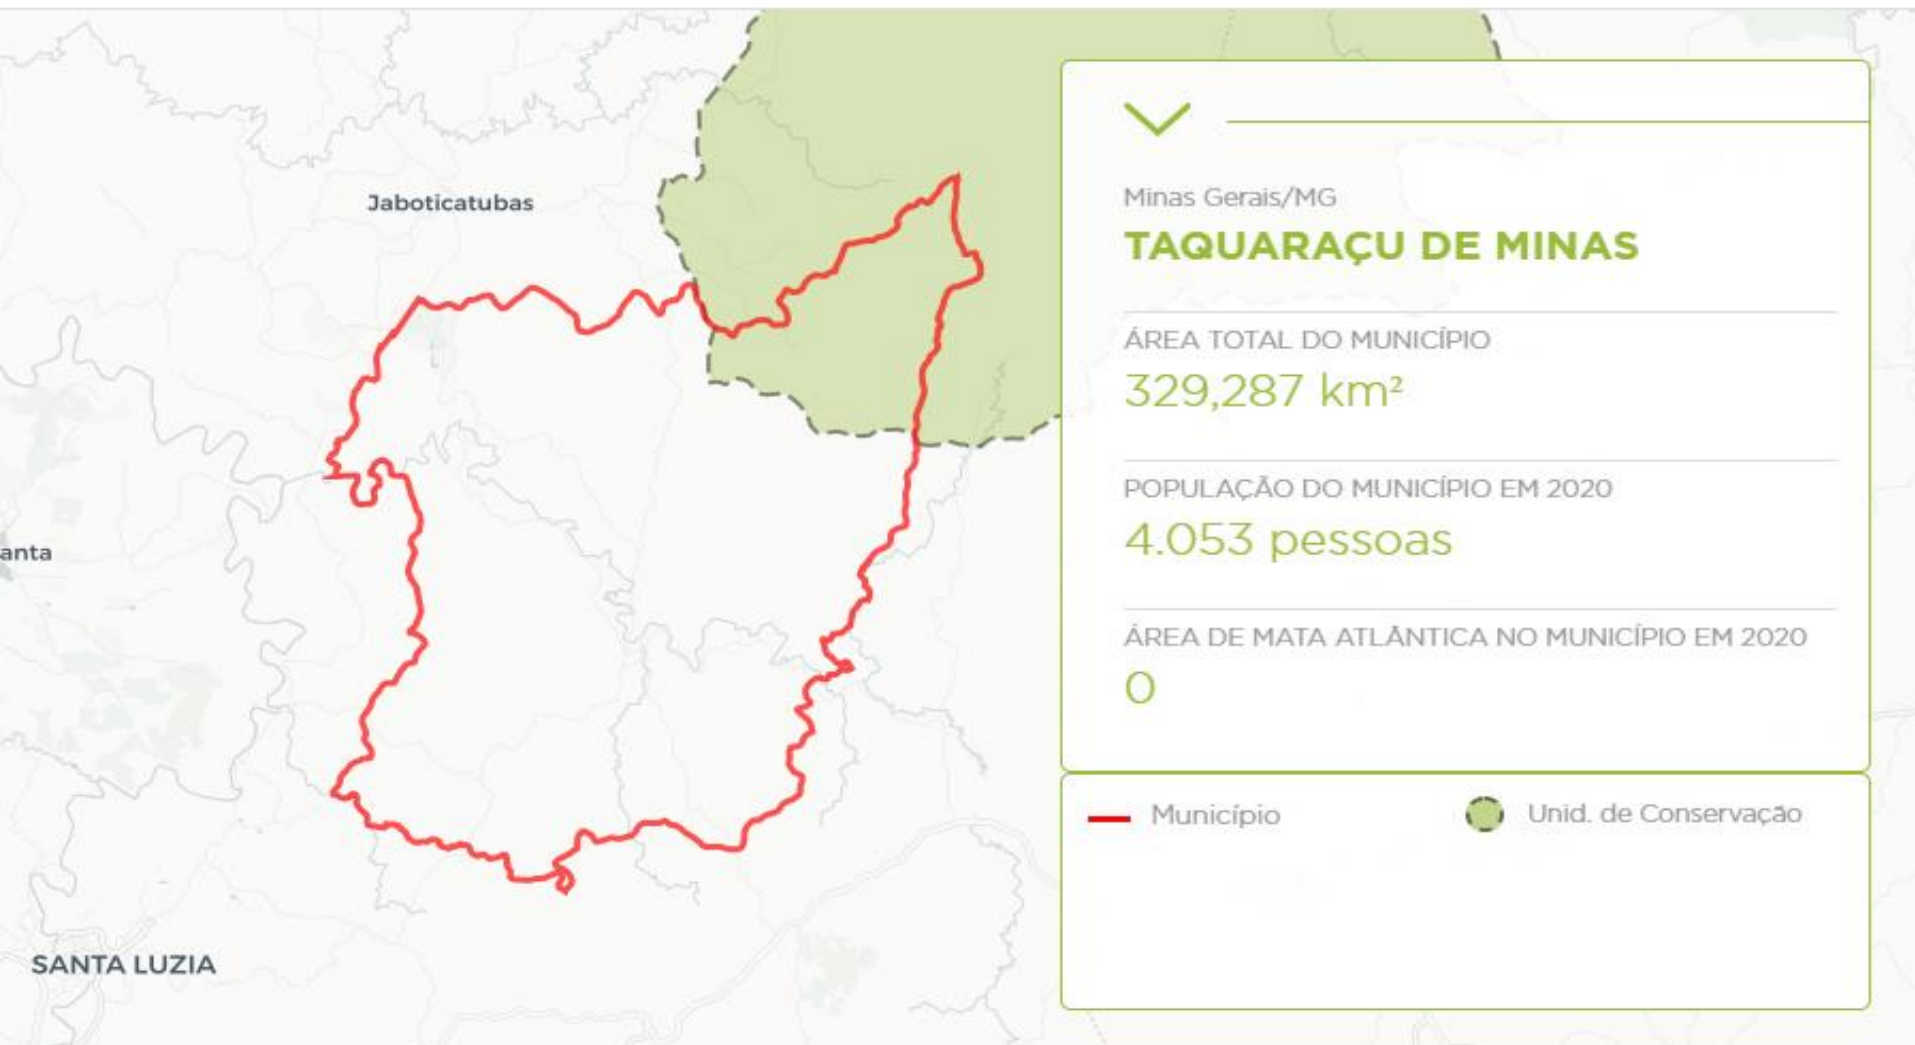 Jaboticatubas
anta
SANTA LUZIA
Minas Gerais/MG
TAQUARAÇU DE MINAS
ÁREA TOTAL DO MUNICÍPIO
329,287 km²
POPULAÇÃO DO MUNICÍPIO EM 2020
4.053 pessoas
ÁREA DE MATA ATLÂNTICA NO MUNICÍPIO EM 2020
0
Município
Unid. de Conservação